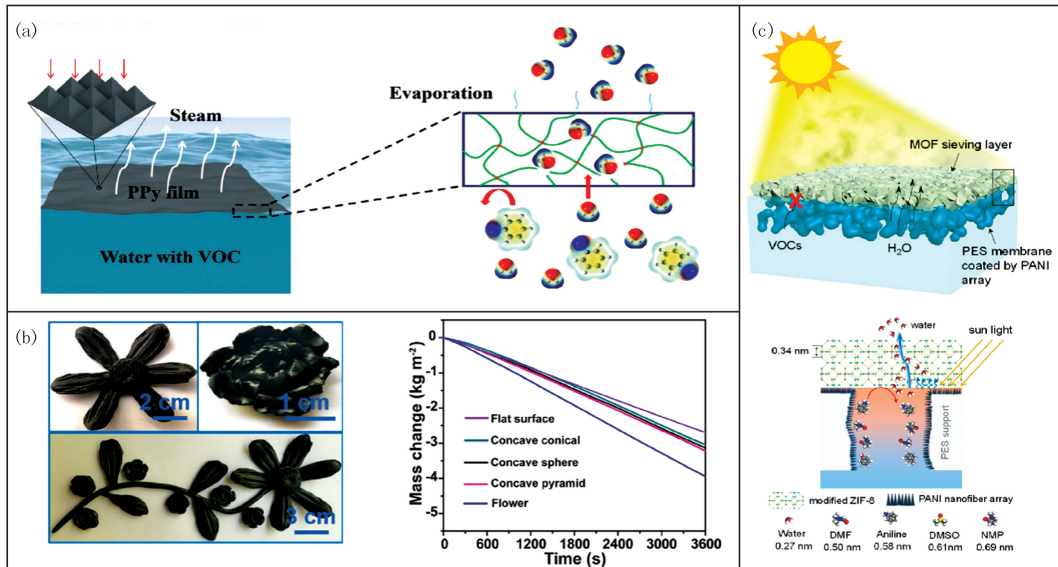 (a)
Steam
PPy film
Water with VOC
Evaporation
(b)
2 cm
1 cm
3 cm
Mass change (kg m-2)
0
-1
-2
-3
-4
-5
Flat surface
Concave conical
Concave sphere
Concave pyramid
Flower
0 600 1200 1800 2400 3000 3600
Time (s)
(c)
MOF sieving layer
VOCs
H2O
PES membrane
coated by PANI
array
water
sun light
0.34 nm
PES support
modified ZIF-8
PANI nanofiber array
Water DMF Aniline DMSO NMP
0.27 nm 0.50 nm 0.58 nm 0.61nm 0.69 nm